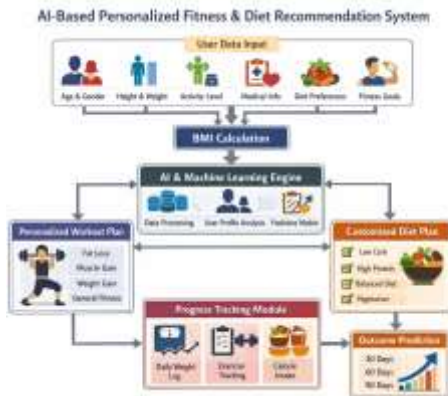 AI-Based Personalized Fitness & Diet Recommendation System
User Data Input
Age & Gender
Height & Weight
Activity Level
Medical Info
Diet Preference
Fitness Goals
BMI Calculation
AI & Machine Learning Engine
Data Processing
User Profile Analysis
Predictive Model
Personalized Workout Plan
Fat Loss
Muscle Gain
Weight Gain
General Fitness
Customized Diet Plan
Low Carb
High Protein
Balanced Diet
Vegetarian
Progress Tracking Module
Daily Weight
Log
Exercise
Tracking
Calorie
Intake
Outcome Prediction
30 Days
60 Days
90 Days